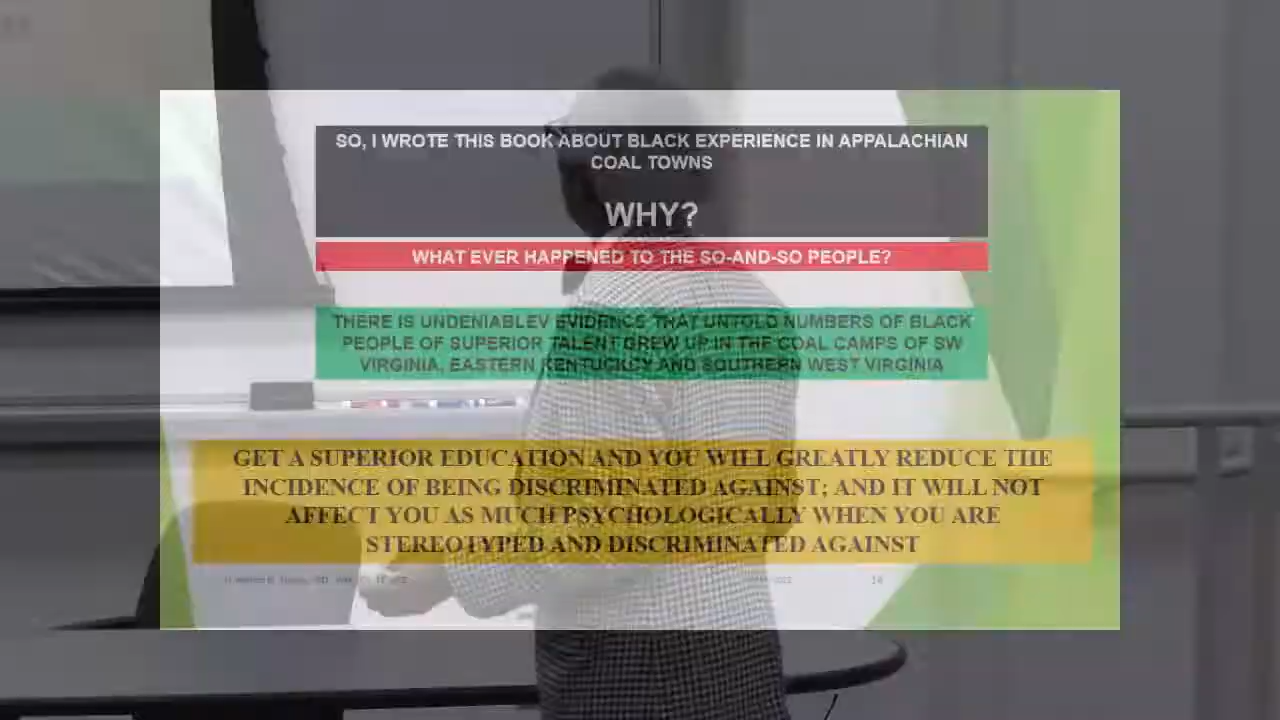 SO, I WROTE THIS BOOK ABOUT BLACK EXPERIENCE IN APPALACHIAN
COAL TOWNS
WHY?
WHAT EVER HAPPENED TO THE SO-AND-SO PEOPLE?
THERE IS UNDENIABLEV EVIDENCE THAT UNTOLD NUMBERS OF BLACK
PEOPLE OF SUPERIOR TALENT GREW UP IN THE COAL CAMPS OF SW
VIRGINIA, EASTERN KENTUCKCY AND SOUTHERN WEST VIRGINIA
GET A SUPERIOR EDUCATION AND YOU WILL GREATLY REDUCE THE
INCIDENCE OF BEING DISCRIMINATED AGAINST; AND IT WILL NOT
AFFECT YOU AS MUCH PSYCHOLOGICALLY WHEN YOU ARE
STEREOTYPED AND DISCRIMINATED AGAINST